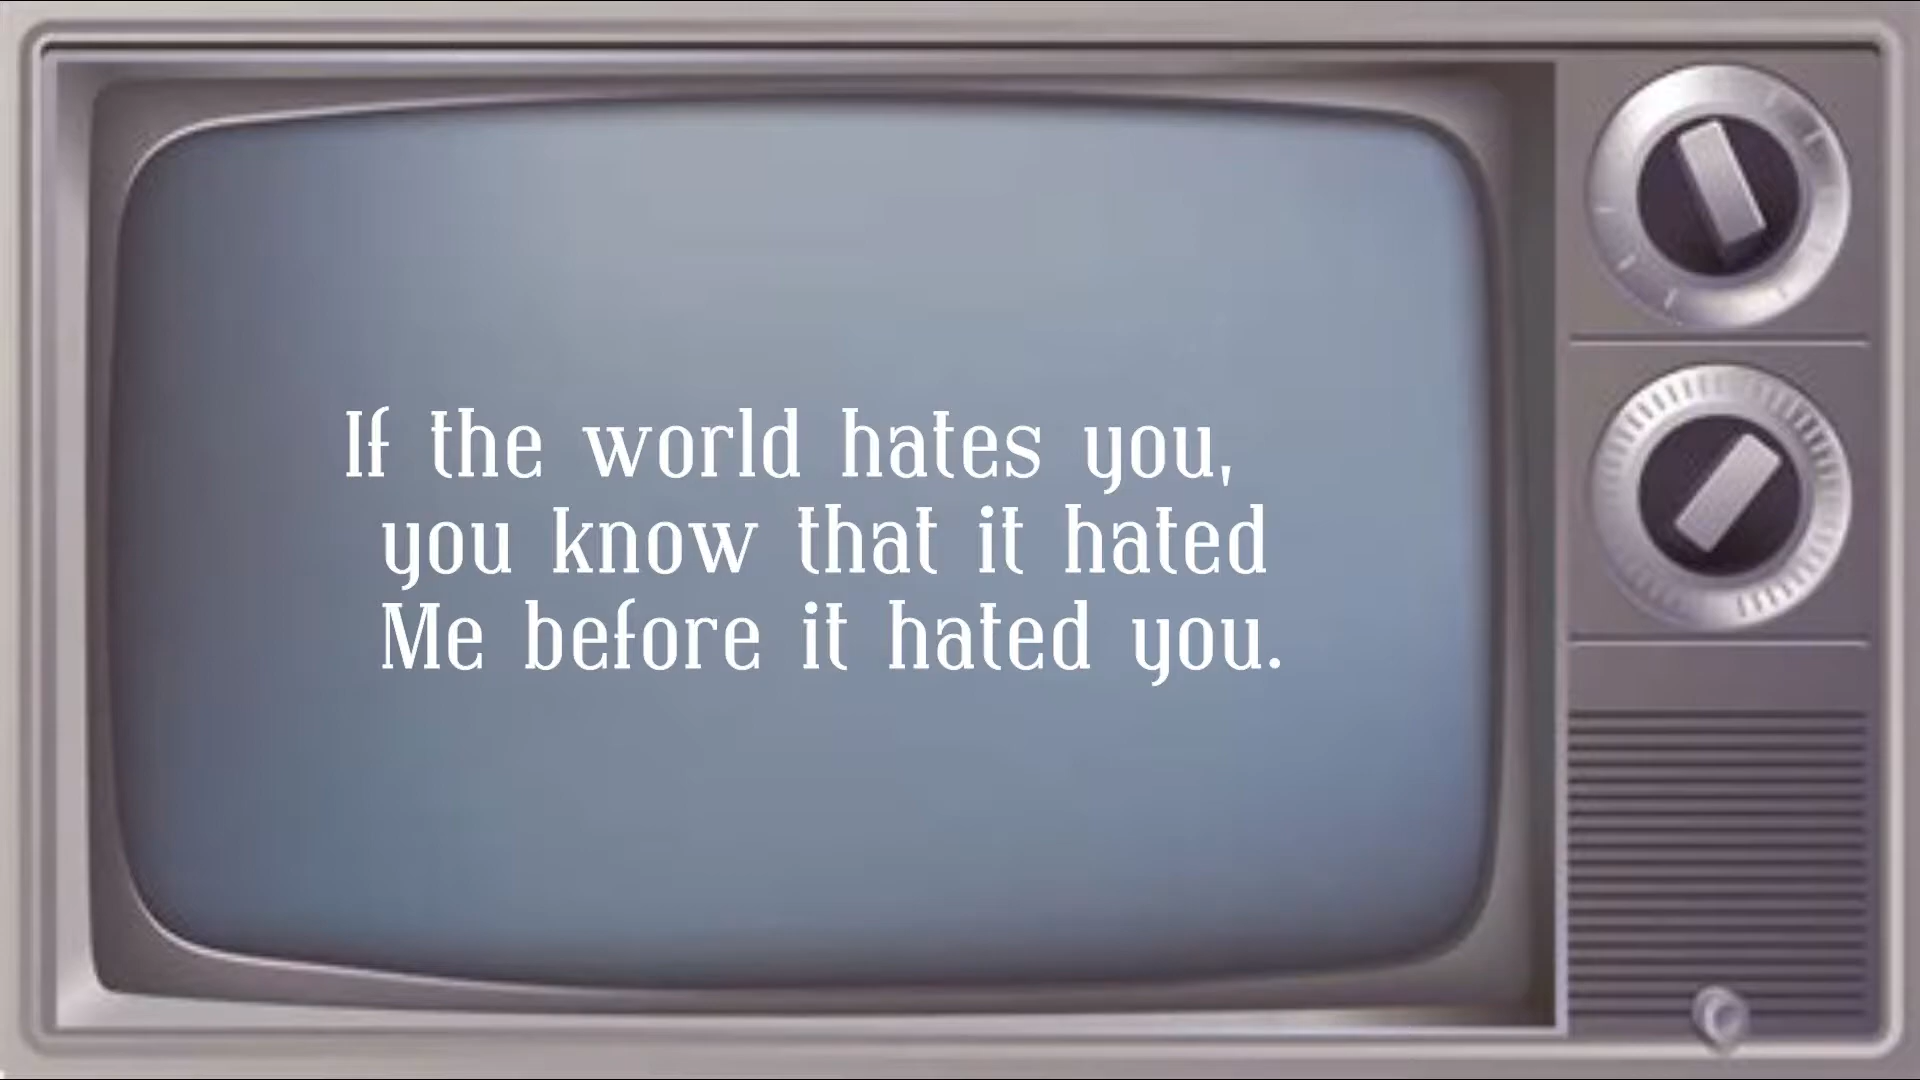 If the world hates you,
you know that it hated
Me before it hated you.